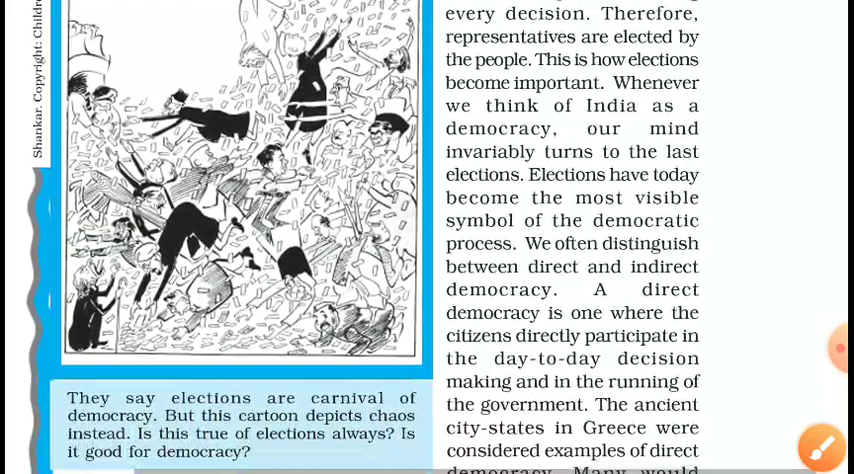 Shankar. Copyright: Childre
They say elections are carnival of
democracy. But this cartoon depicts chaos
instead. Is this true of elections always? Is
it good for democracy?
every decision. Therefore,
representatives are elected by
the people. This is how elections
become important. Whenever
we think of India as a
democracy, our mind
invariably turns to the last
elections. Elections have today
become the most visible
symbol of the democratic
process. We often distinguish
between direct and indirect
democracy. A direct
democracy is one where the
citizens directly participate in
the day-to-day decision
making and in the running of
the government. The ancient
city-states in Greece were
considered examples of direct
democracy. Many would